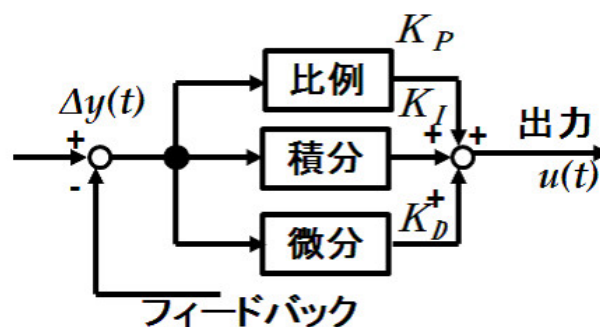 K_P
比例
Δy(t)
K_I
+
+
+
出力
積分
u(t)
-
+
K_D
微分
フィードバック